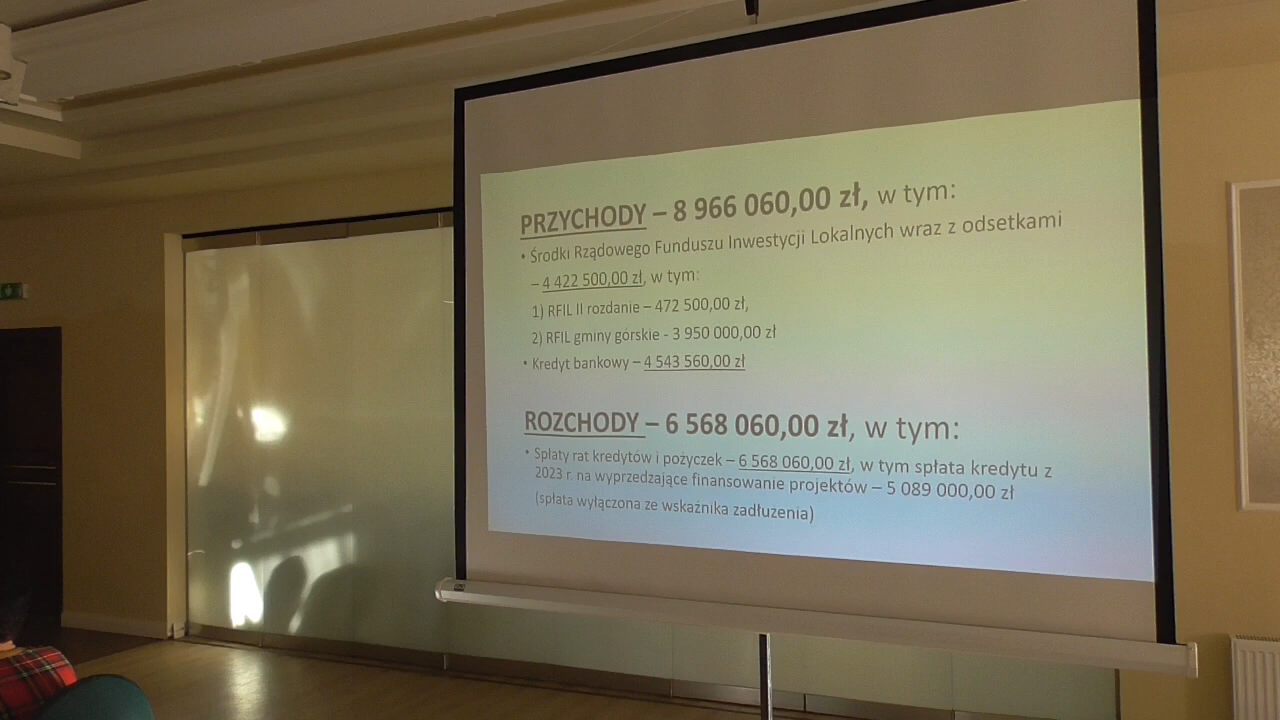 PRZYCHODY – 8 966 060,00 zł, w tym:
• Środki Rządowego Funduszu Inwestycji Lokalnych wraz z odsetkami
– 4 422 500,00 zł, w tym:
1) RFIL II rozdanie – 472 500,00 zł,
2) RFIL gminy górskie - 3 950 000,00 zł
• Kredyt bankowy – 4 543 560,00 zł
ROZCHODY – 6 568 060,00 zł, w tym:
• Spłaty rat kredytów i pożyczek – 6 568 060,00 zł, w tym spłata kredytu z
2023 r. na wyprzedzające finansowanie projektów – 5 089 000,00 zł
(spłata wyłączona ze wskaźnika zadłuzenia)